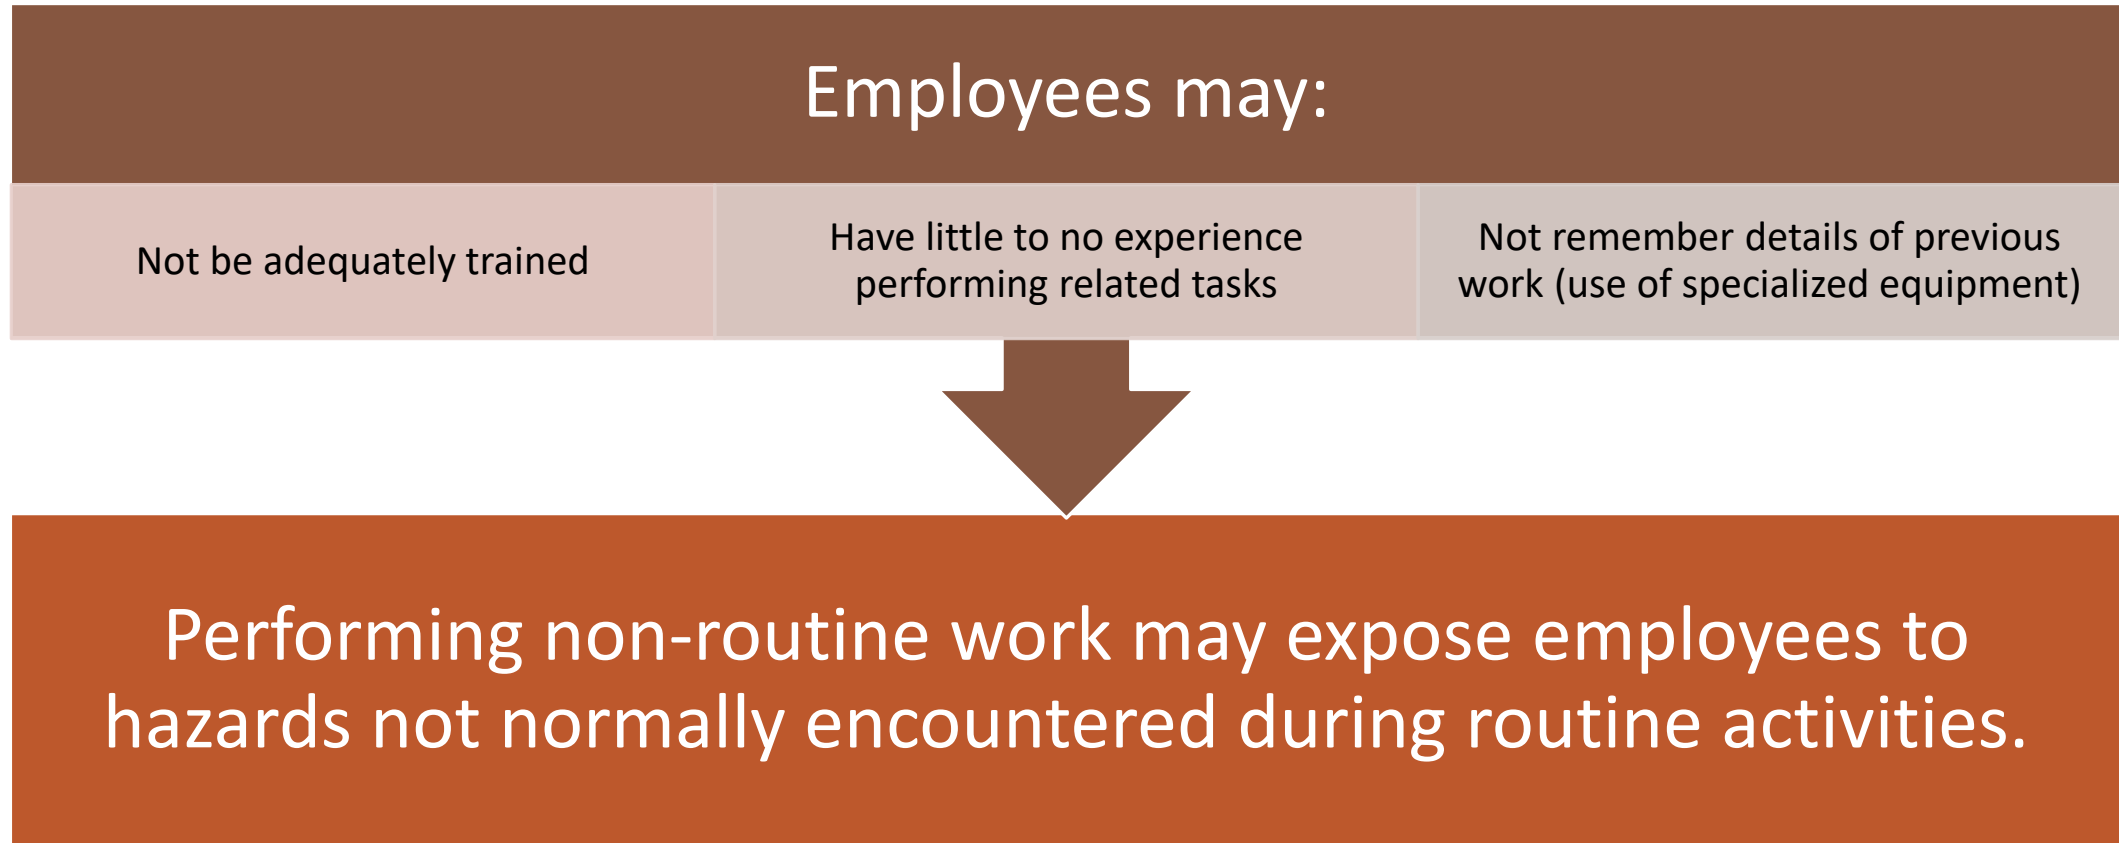 Employees may:
Not be adequately trained
Have little to no experience
performing related tasks
Not remember details of previous
work (use of specialized equipment)
Performing non-routine work may expose employees to
hazards not normally encountered during routine activities.